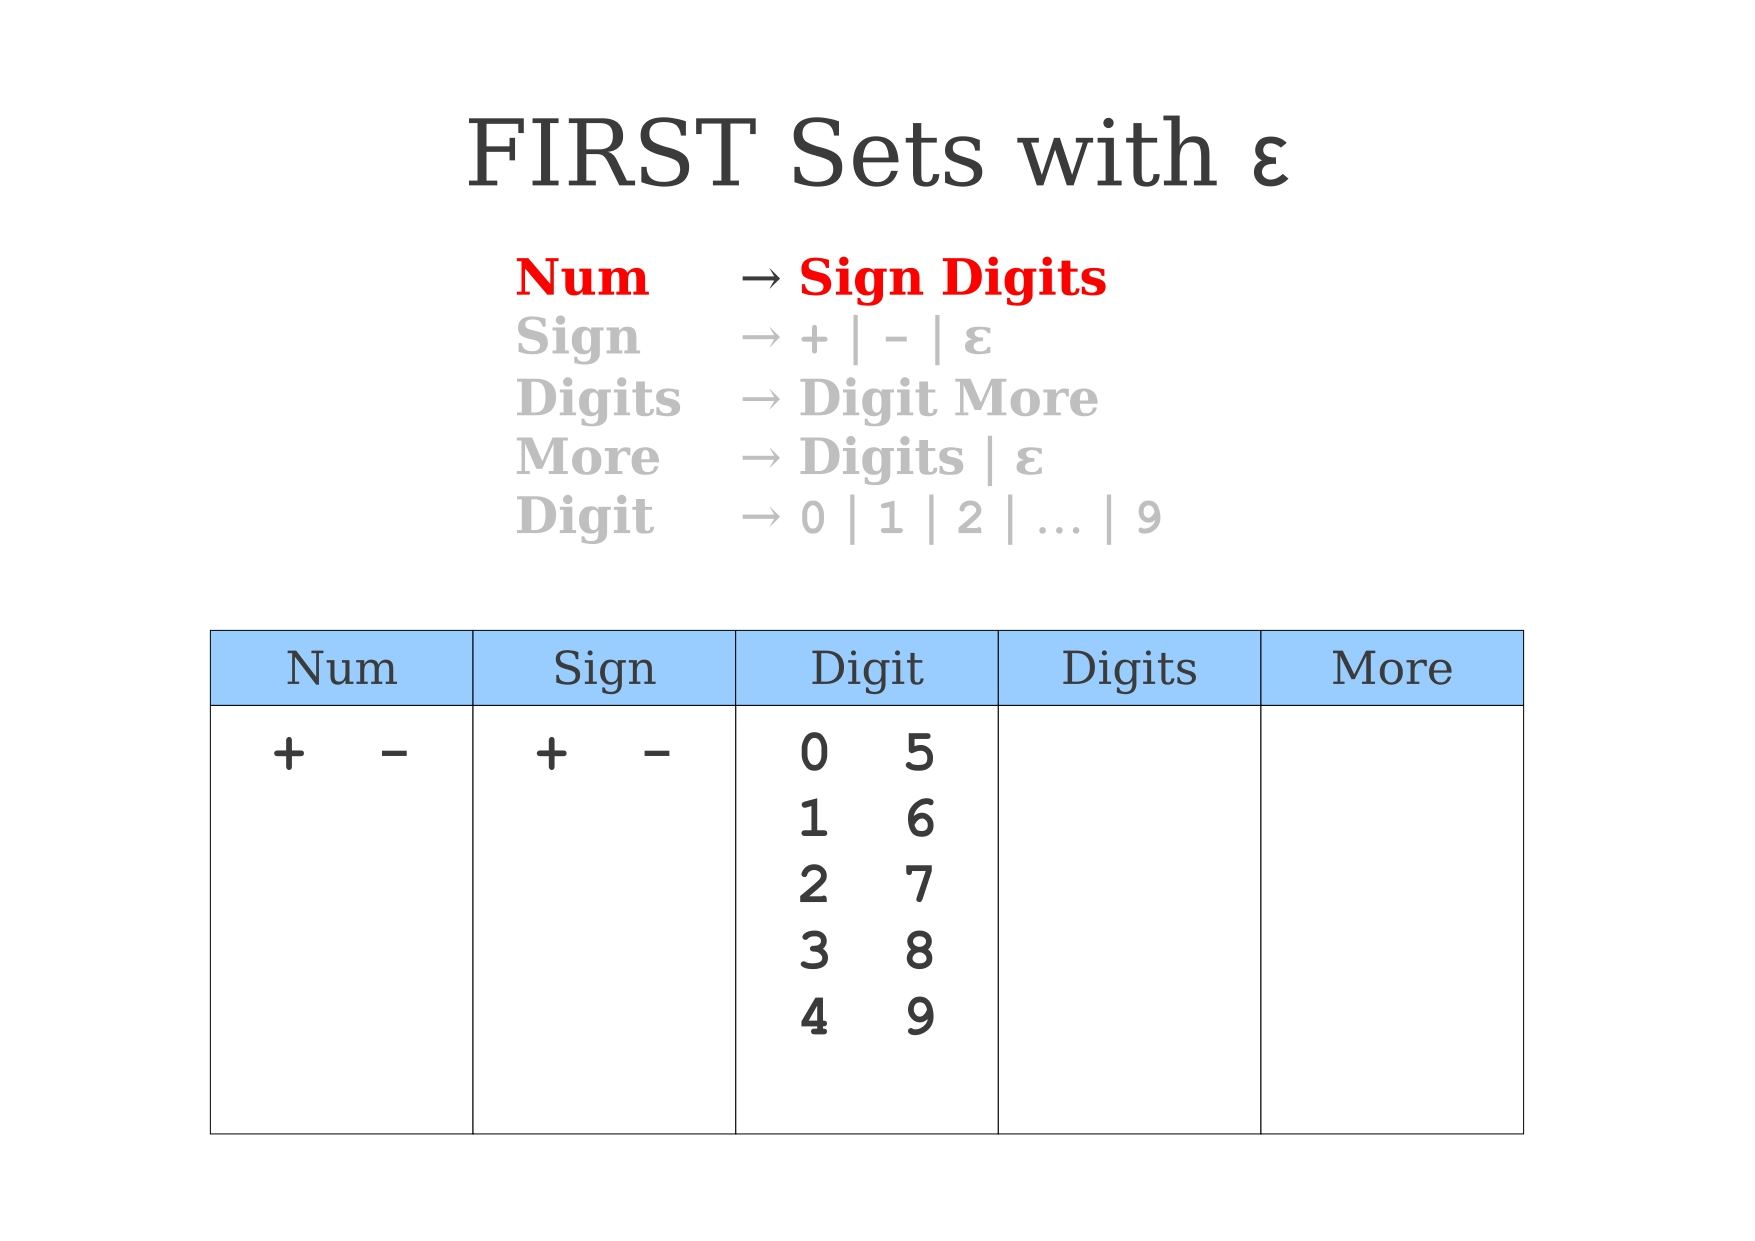 FIRST Sets with ε
Num → Sign Digits
Sign → + | - | ε
Digits → Digit More
More → Digits | ε
Digit → 0 | 1 | 2 | … | 9
Num Sign Digit Digits More
+ - + - 0 5
1 6
2 7
3 8
4 9